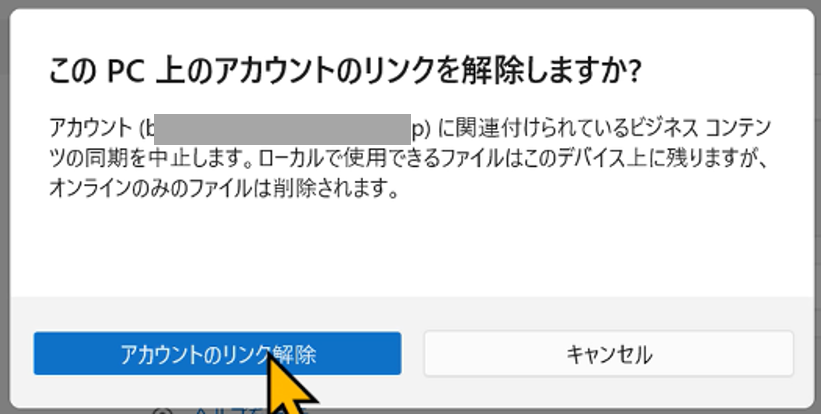 この PC 上のアカウントのリンクを解除しますか?
アカウント (b p) に関連付けられているビジネス コンテン
ツの同期を中止します。ローカルで使用できるファイルはこのデバイス上に残りますが、
オンラインのみのファイルは削除されます。
アカウントのリンク解除
キャンセル